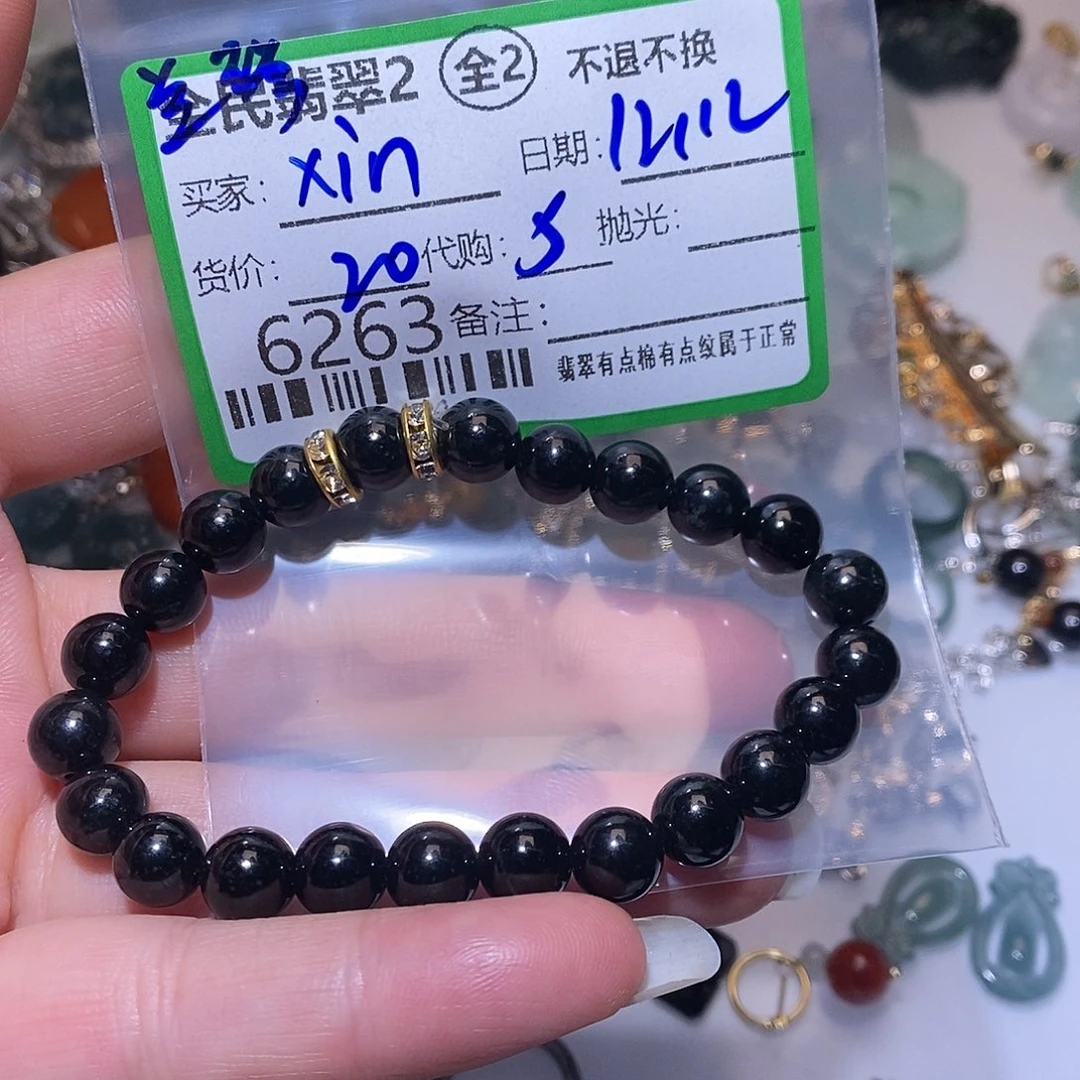 全民翡翠2 全2 不退不换
买家: xin 日期:
货价: 20 代购: 5 抛光:
6263 备注:
翡翠有点棉有点纹属于正常